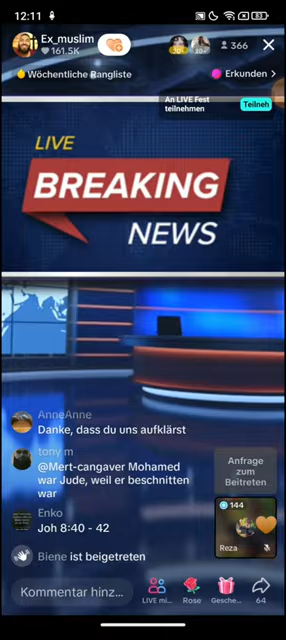 12:11
53
Ex_muslim
161.5K
366
Wöchentliche Rangliste
Erkunden
An LIVE Fest
teilnehmen
Teilneh
LIVE
BREAKING
NEWS
AnneAnne
Danke, dass du uns aufklärst
tony m
@Mert-cangaver Mohamed
war Jude, weil er beschnitten
war
Anfrage
zum
Beitreten
Enko
Joh 8:40 - 42
144
Reza
Biene ist beigetreten
Kommentar hinz...
LIVE mi...
Rose
Gesche...
64